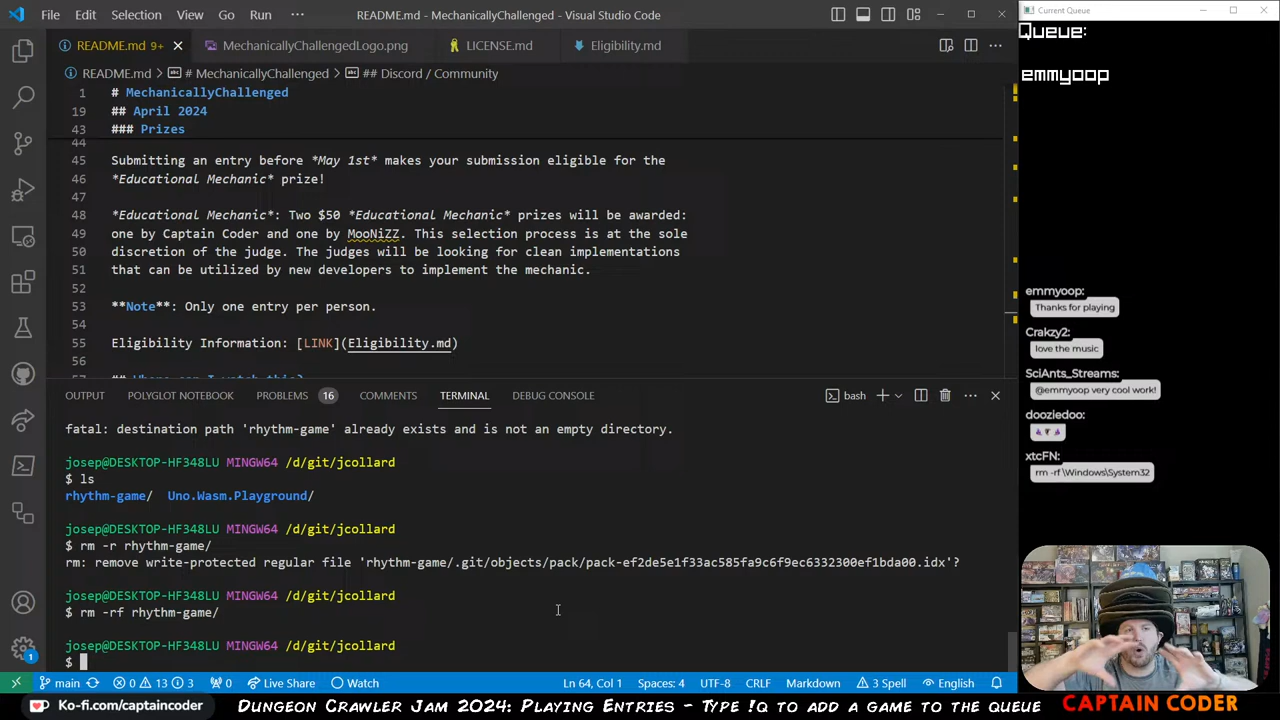 File Edit Selection View Go Run ··· README.md - MechanicallyChallenged - Visual Studio Code
README.md 9+ MechanicallyChallengedLogo.png LICENSE.md Eligibility.md
README.md > # MechanicallyChallenged > ## Discord / Community
1 # MechanicallyChallenged
19 ## April 2024
43 ### Prizes
44
45 Submitting an entry before *May 1st* makes your submission eligible for the
46 *Educational Mechanic* prize!
47
48 *Educational Mechanic*: Two $50 *Educational Mechanic* prizes will be awarded:
49 one by Captain Coder and one by MooNiZZ. This selection process is at the sole
50 discretion of the judge. The judges will be looking for clean implementations
51 that can be utilized by new developers to implement the mechanic.
52
53 **Note**: Only one entry per person.
54
55 Eligibility Information: [LINK](Eligibility.md)
56
57 ## Where can I watch this?
OUTPUT POLYGLOT NOTEBOOK PROBLEMS 16 COMMENTS TERMINAL DEBUG CONSOLE bash
fatal: destination path 'rhythm-game' already exists and is not an empty directory.
josep@DESKTOP-HF348LU MINGW64 /d/git/jcollard
$ ls
rhythm-game/ Uno.Wasm.Playground/
josep@DESKTOP-HF348LU MINGW64 /d/git/jcollard
$ rm -r rhythm-game/
rm: remove write-protected regular file 'rhythm-game/.git/objects/pack/pack-ef2de5e1f33ac585fa9c6f9ec6332300ef1bda00.idx'?
josep@DESKTOP-HF348LU MINGW64 /d/git/jcollard
$ rm -rf rhythm-game/
josep@DESKTOP-HF348LU MINGW64 /d/git/jcollard
$
1
main 0 13 3 0 Live Share Watch Ln 64, Col 1 Spaces: 4 UTF-8 CRLF Markdown 3 Spell English
Current Queue
Queue:
emmyoop
emmyoop:
Thanks for playing
Crakzy2:
love the music
SciAnts_Streams:
@emmyoop very cool work!
dooziedoo:
xtcFN:
rm -rf \Windows\System32
Ko-fi.com/captaincoder Dungeon Crawler Jam 2024: Playing Entries - Type !q to add a game to the queue CAPTAIN CODER